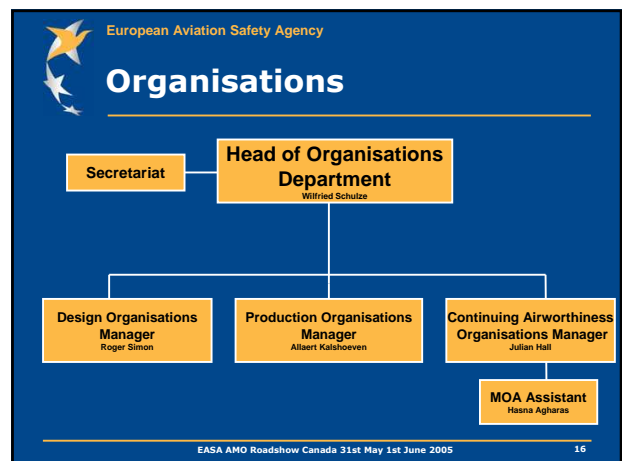 European Aviation Safety Agency
Organisations
Head of Organisations
Department
Wilfried Schulze
Secretariat
Design Organisations
Manager
Roger Simon
Production Organisations
Manager
Allaert Kalshoeven
Continuing Airworthiness
Organisations Manager
Julian Hall
MOA Assistant
Hasna Agharas
EASA AMO Roadshow Canada 31st May 1st June 2005
16